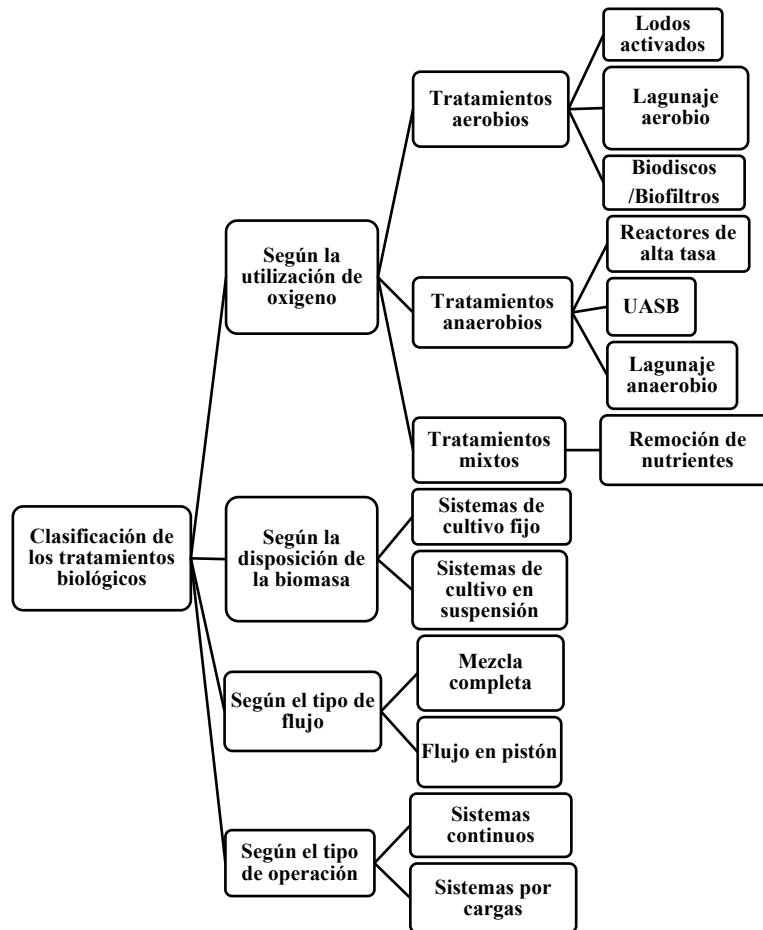 Clasificación de
los tratamientos
biológicos
Según la
utilización de
oxigeno
Tratamientos
aerobios
Lodos
activados
Lagunaje
aerobio
Biodiscos
/Biofiltros
Tratamientos
anaerobios
Reactores de
alta tasa
UASB
Lagunaje
anaerobio
Tratamientos
mixtos
Remoción de
nutrientes
Según la
disposición de
la biomasa
Sistemas de
cultivo fijo
Sistemas de
cultivo en
suspensión
Según el tipo de
flujo
Mezcla
completa
Flujo en pistón
Según el tipo
de operación
Sistemas
continuos
Sistemas por
cargas